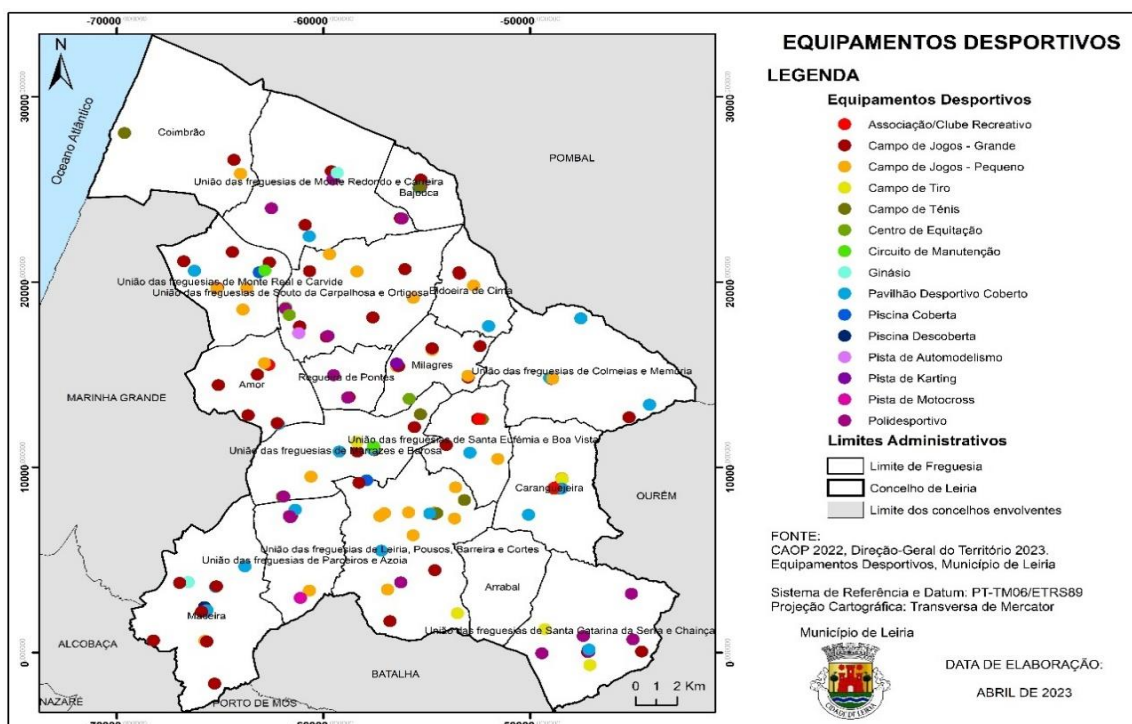 -70000
-60000
-50000
N
Oceano Atlântico
30000
30000
Coimbrão
POMBAL
União das freguesias de Monte Redondo e Carreira
Bajouca
MARINHA GRANDE
20000
20000
União das freguesias de Monte Real e Carvide
União das freguesias de Souto da Carpalhosa e Ortigosa
Bidoeira de Cima
Milagres
União das freguesias de Colmeias e Memória
Amor
Regueira de Pontes
União das freguesias de Santa Eufémia e Boa Vista
União das freguesias de Marrazes e Barosa
10000
10000
Caranguejeira
OURÉM
União das freguesias de Leiria, Pousos, Barreira e Cortes
União das freguesias de Parceiros e Azoia
Arrabal
Maceira
União das freguesias de Santa Catarina da Serra e Chainça
ALCOBAÇA
0
0
BATALHA
0 1 2 Km
NAZARÉ
PORTO DE MÓS
-70000
-60000
-50000
EQUIPAMENTOS DESPORTIVOS
LEGENDA
Equipamentos Desportivos
Associação/Clube Recreativo
Campo de Jogos - Grande
Campo de Jogos - Pequeno
Campo de Tiro
Campo de Ténis
Centro de Equitação
Circuito de Manutenção
Ginásio
Pavilhão Desportivo Coberto
Piscina Coberta
Piscina Descoberta
Pista de Automodelismo
Pista de Karting
Pista de Motocross
Polidesportivo
Limites Administrativos
Limite de Freguesia
Concelho de Leiria
Limite dos concelhos envolventes
FONTE:
CAOP 2022, Direção-Geral do Território 2023.
Equipamentos Desportivos, Município de Leiria
Sistema de Referência e Datum: PT-TM06/ETRS89
Projeção Cartográfica: Transversa de Mercator
Município de Leiria
CIDADE DE LEIRIA
DATA DE ELABORAÇÃO:
ABRIL DE 2023